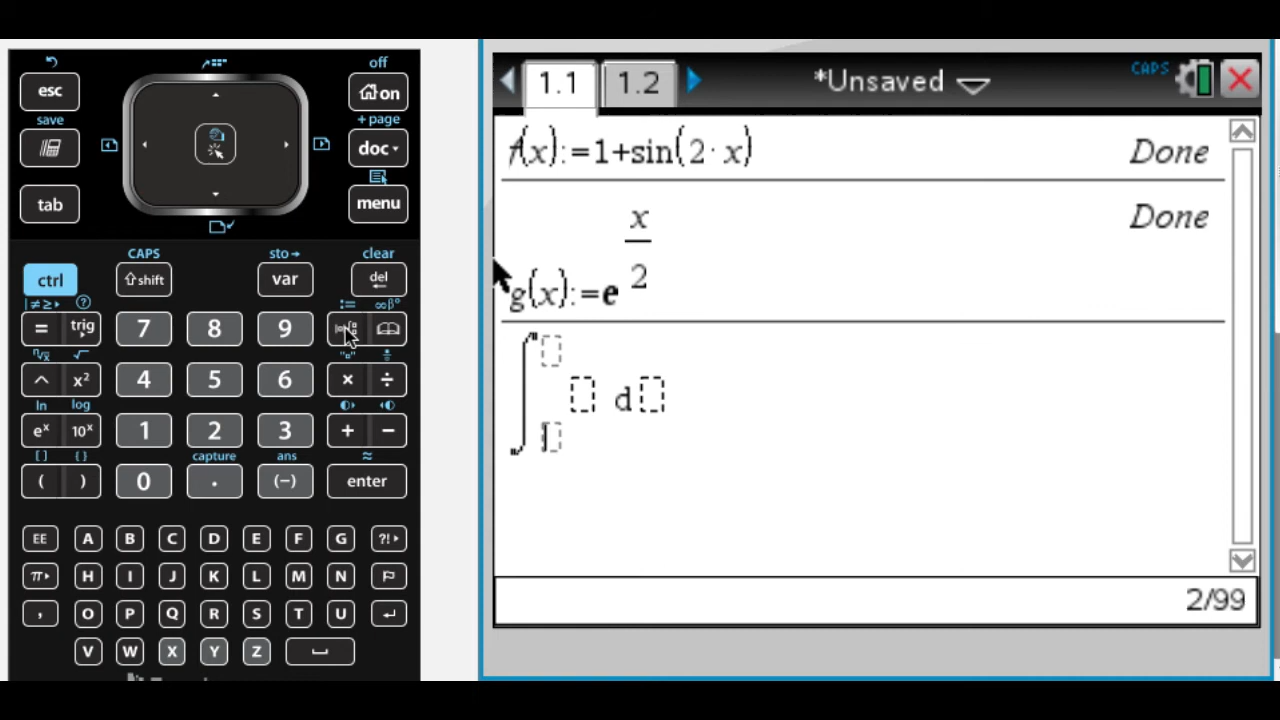 off
esc
on
save
+ page
doc
tab
menu
CAPS
sto→
clear
ctrl
⇧shift
var
del
|≠≥▸
?
:=
∞β°
=
trig
7
8
9
ⁿ√x
√
"□"
÷
^
x²
4
5
6
×
÷
ln
log
eˣ
10ˣ
1
2
3
+
−
[ ]
{ }
capture
ans
≈
(
)
0
.
(−)
enter
EE
A
B
C
D
E
F
G
?!▸
π▸
H
I
J
K
L
M
N
,
O
P
Q
R
S
T
U
V
W
X
Y
Z
1.1
1.2
*Unsaved
CAPS
f(x):=1+sin(2·x)
Done
g(x):=e^(x/2)
Done
∫ d
2/99